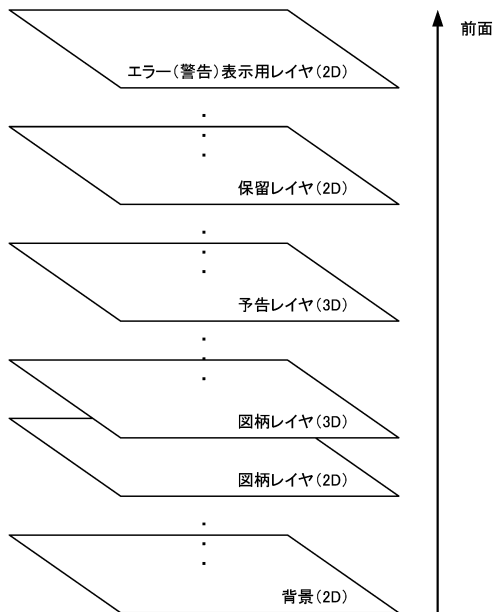 前面
エラー(警告)表示用レイヤ(2D)
保留レイヤ(2D)
予告レイヤ(3D)
図柄レイヤ(3D)
図柄レイヤ(2D)
背景(2D)